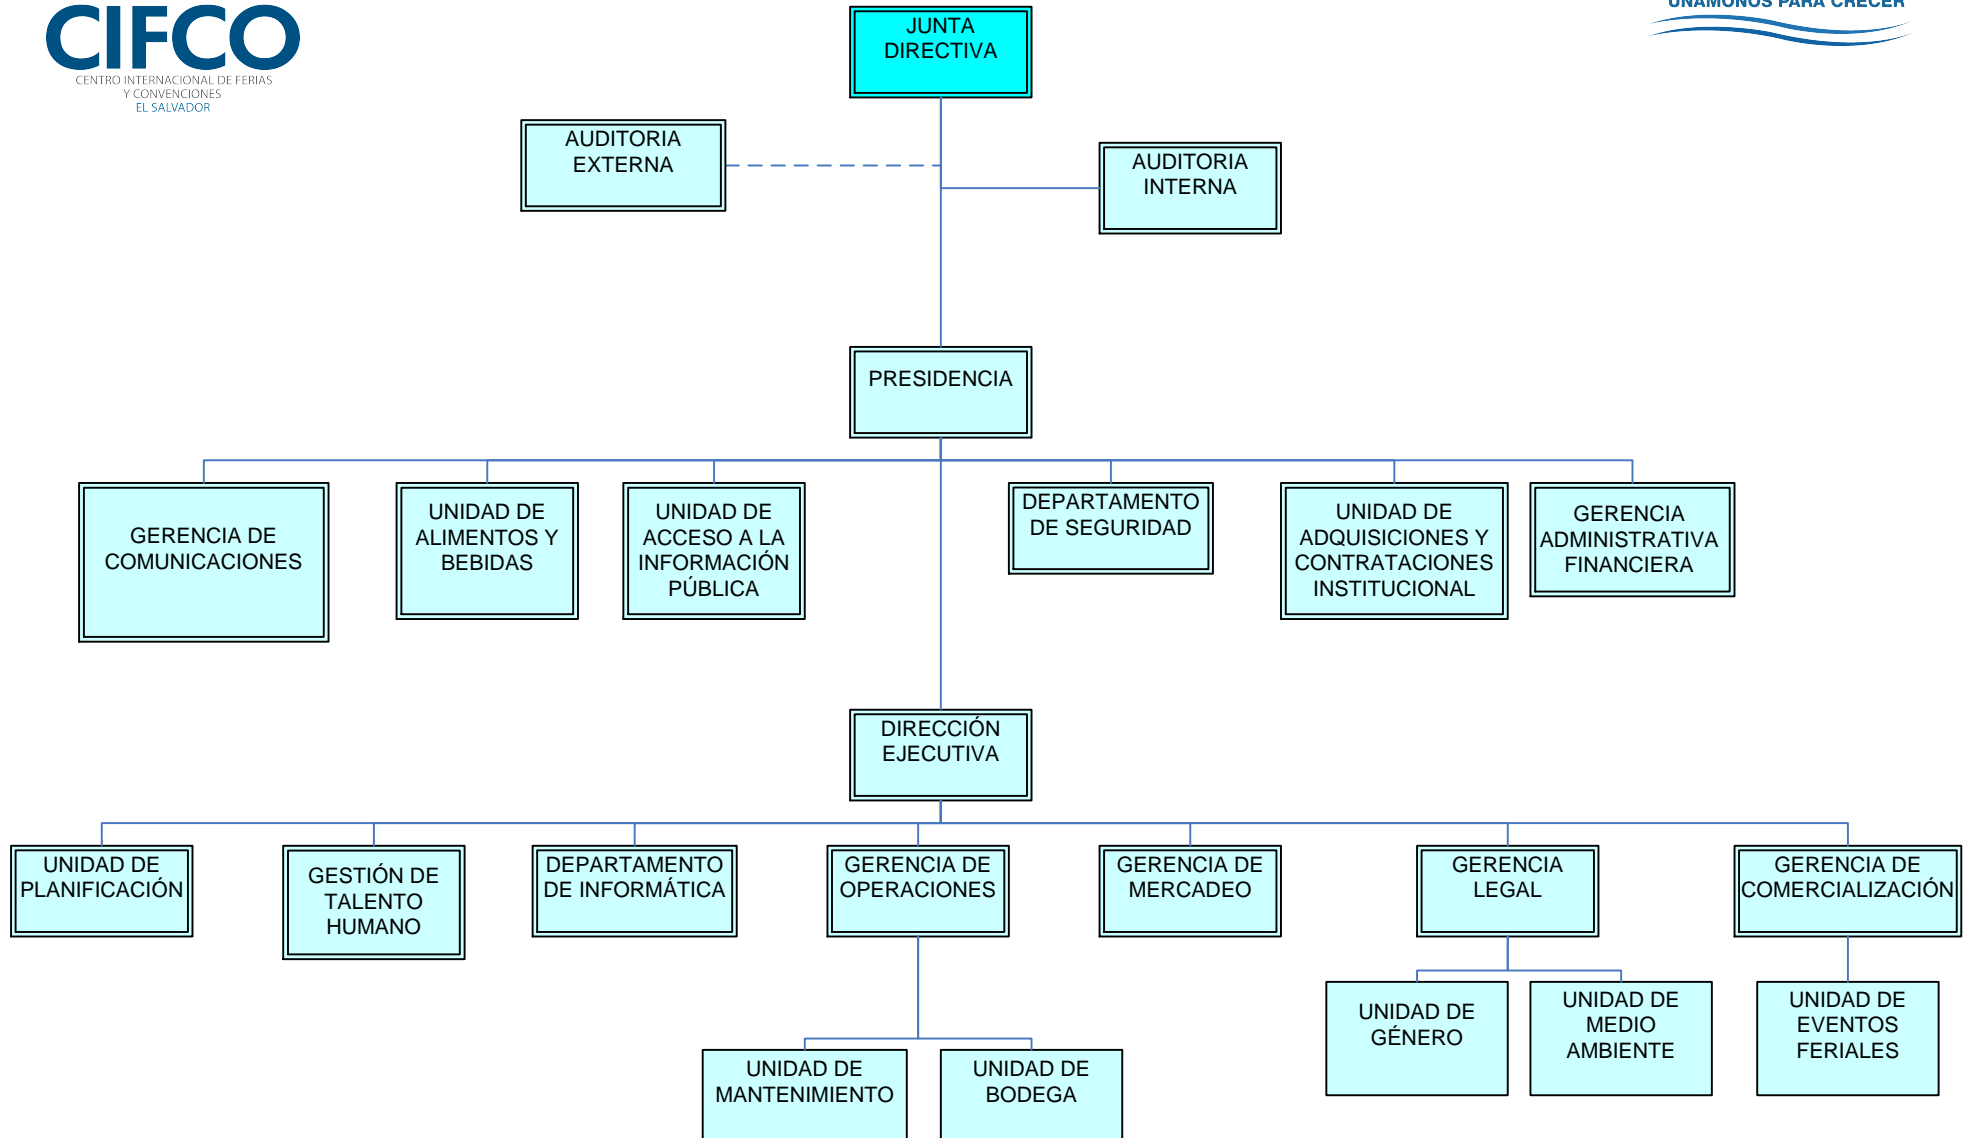 CIFCO
CENTRO INTERNACIONAL DE FERIAS
Y CONVENCIONES
EL SALVADOR
UNÁMONOS PARA CRECER
JUNTA
DIRECTIVA
AUDITORIA
EXTERNA
AUDITORIA
INTERNA
PRESIDENCIA
GERENCIA DE
COMUNICACIONES
UNIDAD DE
ALIMENTOS Y
BEBIDAS
UNIDAD DE
ACCESO A LA
INFORMACIÓN
PÚBLICA
DEPARTAMENTO
DE SEGURIDAD
UNIDAD DE
ADQUISICIONES Y
CONTRATACIONES
INSTITUCIONAL
GERENCIA
ADMINISTRATIVA
FINANCIERA
DIRECCIÓN
EJECUTIVA
UNIDAD DE
PLANIFICACIÓN
GESTIÓN DE
TALENTO
HUMANO
DEPARTAMENTO
DE INFORMÁTICA
GERENCIA DE
OPERACIONES
GERENCIA DE
MERCADEO
GERENCIA
LEGAL
GERENCIA DE
COMERCIALIZACIÓN
UNIDAD DE
GÉNERO
UNIDAD DE
MEDIO
AMBIENTE
UNIDAD DE
EVENTOS
FERIALES
UNIDAD DE
MANTENIMIENTO
UNIDAD DE
BODEGA